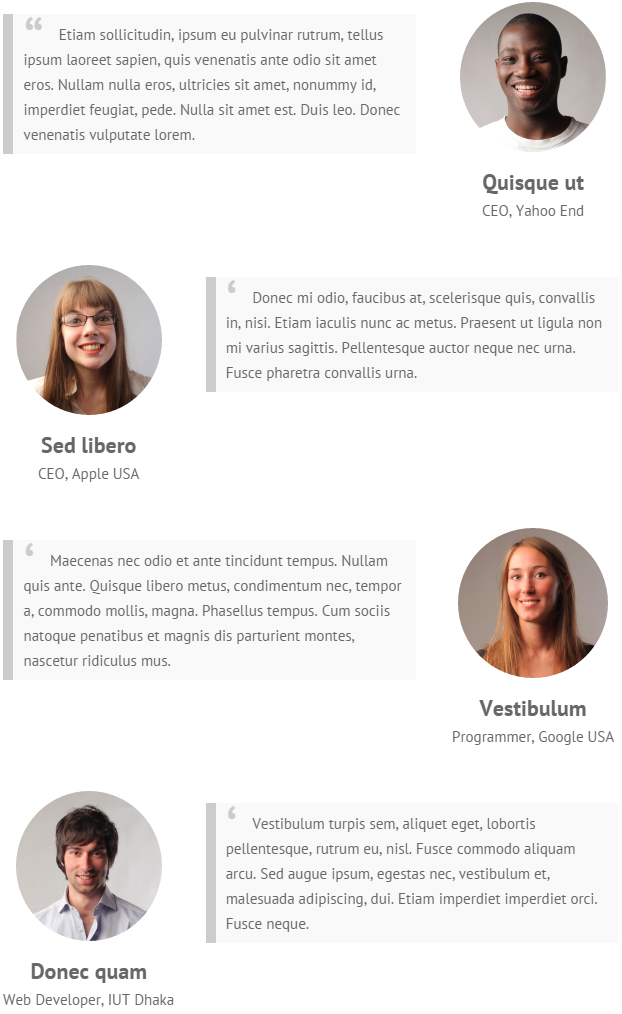 “ Etiam sollicitudin, ipsum eu pulvinar rutrum, tellus
ipsum laoreet sapien, quis venenatis ante odio sit amet
eros. Nullam nulla eros, ultricies sit amet, nonummy id,
imperdiet feugiat, pede. Nulla sit amet est. Duis leo. Donec
venenatis vulputate lorem.
Quisque ut
CEO, Yahoo End
‘ Donec mi odio, faucibus at, scelerisque quis, convallis
in, nisi. Etiam iaculis nunc ac metus. Praesent ut ligula non
mi varius sagittis. Pellentesque auctor neque nec urna.
Fusce pharetra convallis urna.
Sed libero
CEO, Apple USA
‘ Maecenas nec odio et ante tincidunt tempus. Nullam
quis ante. Quisque libero metus, condimentum nec, tempor
a, commodo mollis, magna. Phasellus tempus. Cum sociis
natoque penatibus et magnis dis parturient montes,
nascetur ridiculus mus.
Vestibulum
Programmer, Google USA
‘ Vestibulum turpis sem, aliquet eget, lobortis
pellentesque, rutrum eu, nisl. Fusce commodo aliquam
arcu. Sed augue ipsum, egestas nec, vestibulum et,
malesuada adipiscing, dui. Etiam imperdiet imperdiet orci.
Fusce neque.
Donec quam
Web Developer, IUT Dhaka